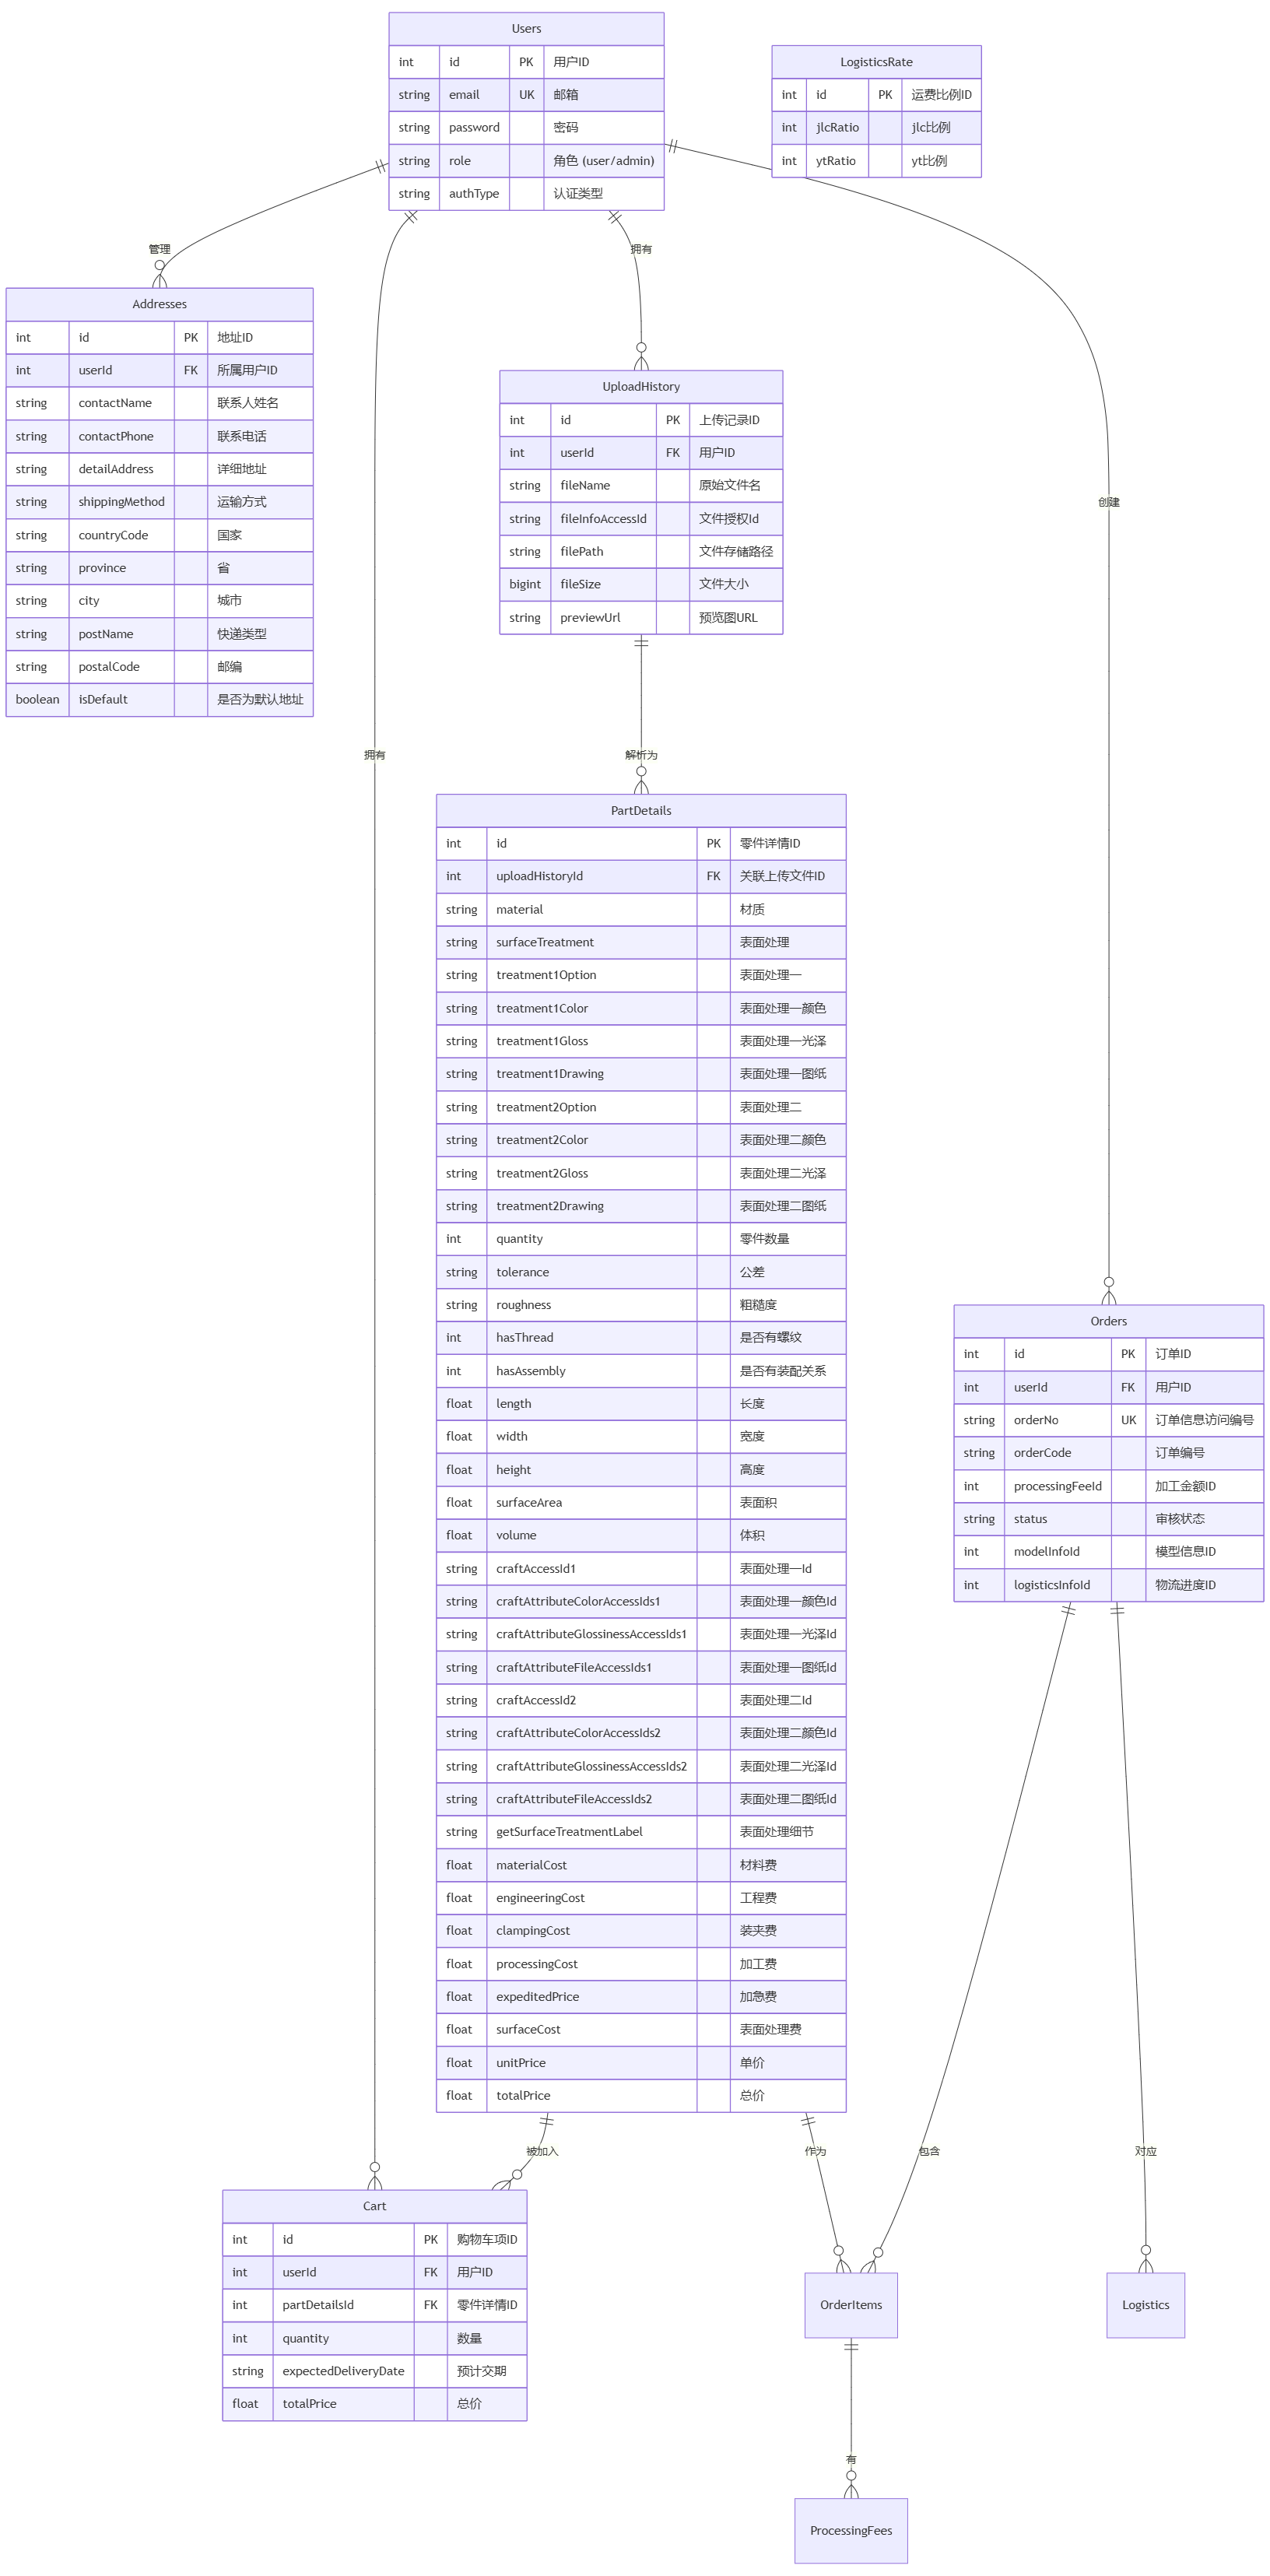 Users
int id PK 用户ID
string email UK 邮箱
string password 密码
string role 角色 (user/admin)
string authType 认证类型
LogisticsRate
int id PK 运费比例ID
int jlcRatio jlc比例
int ytRatio yt比例
管理
拥有
Addresses
int id PK 地址ID
int userId FK 所属用户ID
string contactName 联系人姓名
string contactPhone 联系电话
string detailAddress 详细地址
string shippingMethod 运输方式
string countryCode 国家
string province 省
string city 城市
string postName 快递类型
string postalCode 邮编
boolean isDefault 是否为默认地址
UploadHistory
int id PK 上传记录ID
int userId FK 用户ID
string fileName 原始文件名
string fileInfoAccessId 文件授权Id
string filePath 文件存储路径
bigint fileSize 文件大小
string previewUrl 预览图URL
创建
拥有
解析为
PartDetails
int id PK 零件详情ID
int uploadHistoryId FK 关联上传文件ID
string material 材质
string surfaceTreatment 表面处理
string treatment1Option 表面处理一
string treatment1Color 表面处理一颜色
string treatment1Gloss 表面处理一光泽
string treatment1Drawing 表面处理一图纸
string treatment2Option 表面处理二
string treatment2Color 表面处理二颜色
string treatment2Gloss 表面处理二光泽
string treatment2Drawing 表面处理二图纸
int quantity 零件数量
string tolerance 公差
string roughness 粗糙度
int hasThread 是否有螺纹
int hasAssembly 是否有装配关系
float length 长度
float width 宽度
float height 高度
float surfaceArea 表面积
float volume 体积
string craftAccessId1 表面处理一Id
string craftAttributeColorAccessIds1 表面处理一颜色Id
string craftAttributeGlossinessAccessIds1 表面处理一光泽Id
string craftAttributeFileAccessIds1 表面处理一图纸Id
string craftAccessId2 表面处理二Id
string craftAttributeColorAccessIds2 表面处理二颜色Id
string craftAttributeGlossinessAccessIds2 表面处理二光泽Id
string craftAttributeFileAccessIds2 表面处理二图纸Id
string getSurfaceTreatmentLabel 表面处理细节
float materialCost 材料费
float engineeringCost 工程费
float clampingCost 装夹费
float processingCost 加工费
float expeditedPrice 加急费
float surfaceCost 表面处理费
float unitPrice 单价
float totalPrice 总价
Orders
int id PK 订单ID
int userId FK 用户ID
string orderNo UK 订单信息访问编号
string orderCode 订单编号
int processingFeeId 加工金额ID
string status 审核状态
int modelInfoId 模型信息ID
int logisticsInfoId 物流进度ID
被加入
作为
包含
对应
Cart
int id PK 购物车项ID
int userId FK 用户ID
int partDetailsId FK 零件详情ID
int quantity 数量
string expectedDeliveryDate 预计交期
float totalPrice 总价
OrderItems
Logistics
有
ProcessingFees